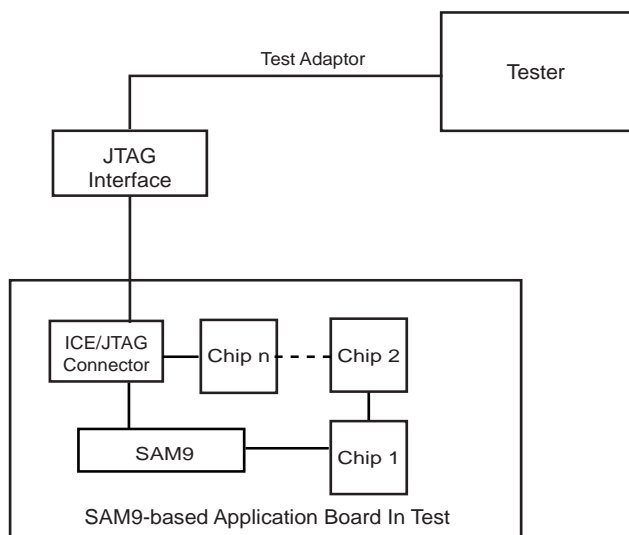 Test Adaptor
Tester
JTAG
Interface
ICE/JTAG
Connector
Chip n
Chip 2
SAM9
Chip 1
SAM9-based Application Board In Test